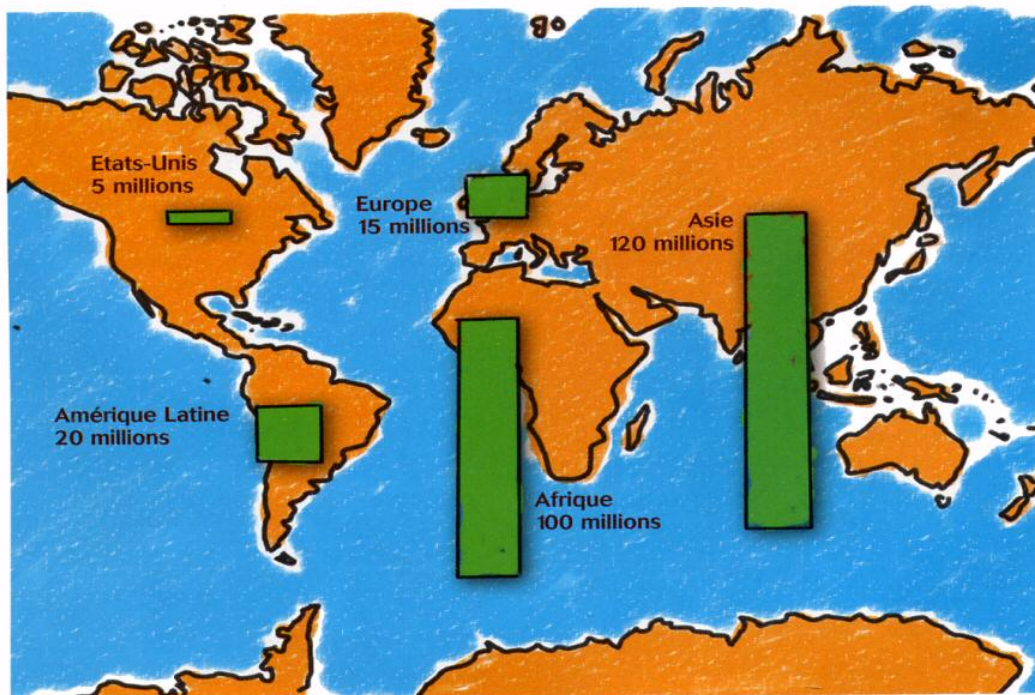 Etats-Unis
5 millions
Europe
15 millions
Asie
120 millions
Amérique Latine
20 millions
Afrique
100 millions